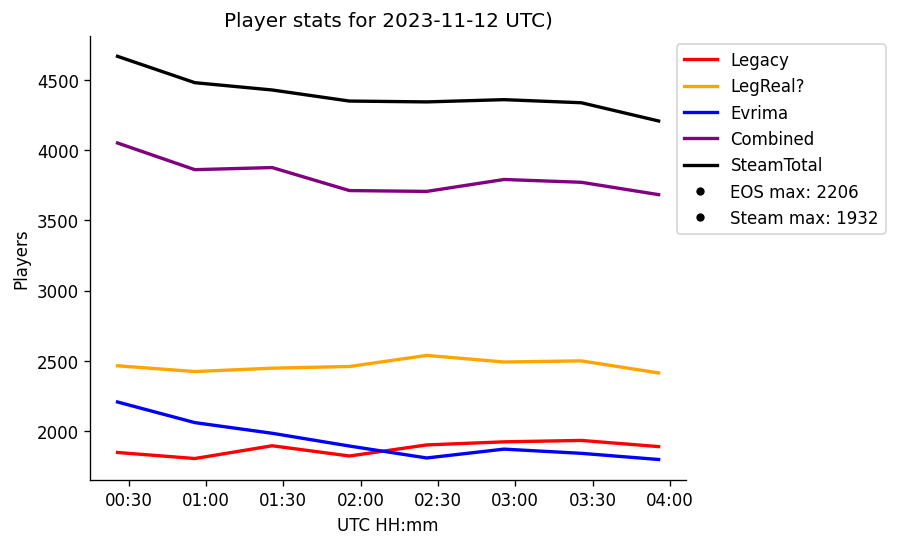 Player stats for 2023-11-12 UTC)
4500
4000
3500
3000
2500
2000
Players
00:30 01:00 01:30 02:00 02:30 03:00 03:30 04:00
UTC HH:mm
Legacy
LegReal?
Evrima
Combined
SteamTotal
EOS max: 2206
Steam max: 1932